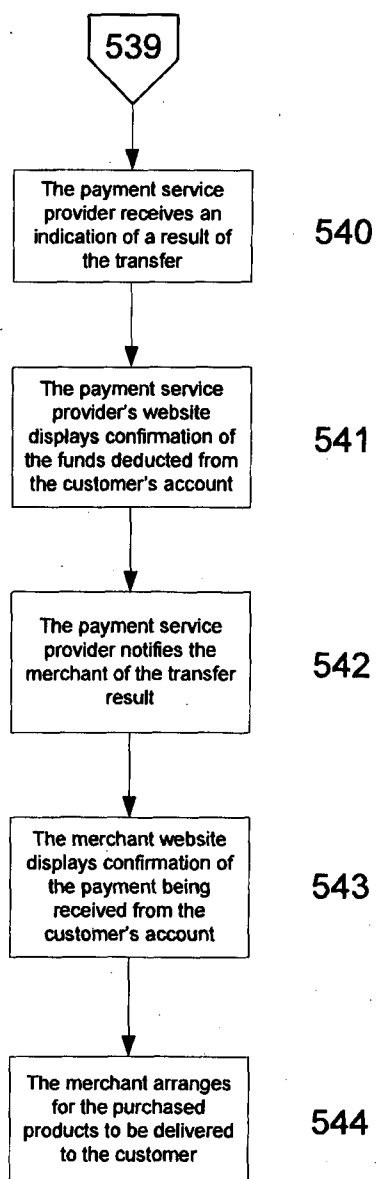 539
The payment service
provider receives an
indication of a result of
the transfer
540
The payment service
provider's website
displays confirmation of
the funds deducted from
the customer's account
541
The payment service
provider notifies the
merchant of the transfer
result
542
The merchant website
displays confirmation of
the payment being
received from the
customer's account
543
The merchant arranges
for the purchased
products to be delivered
to the customer
544